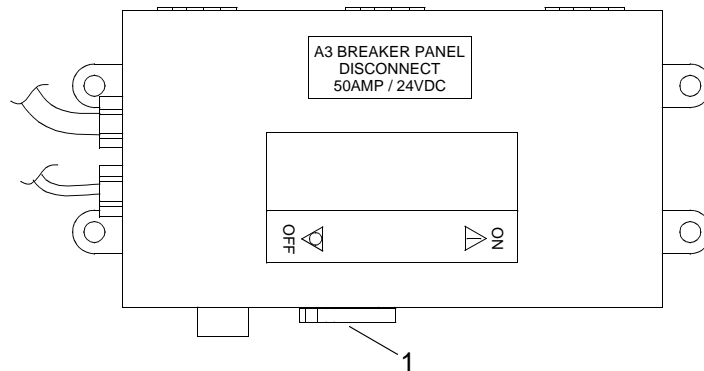 A3 BREAKER PANEL
DISCONNECT
50AMP / 24VDC
OFF
ON
1